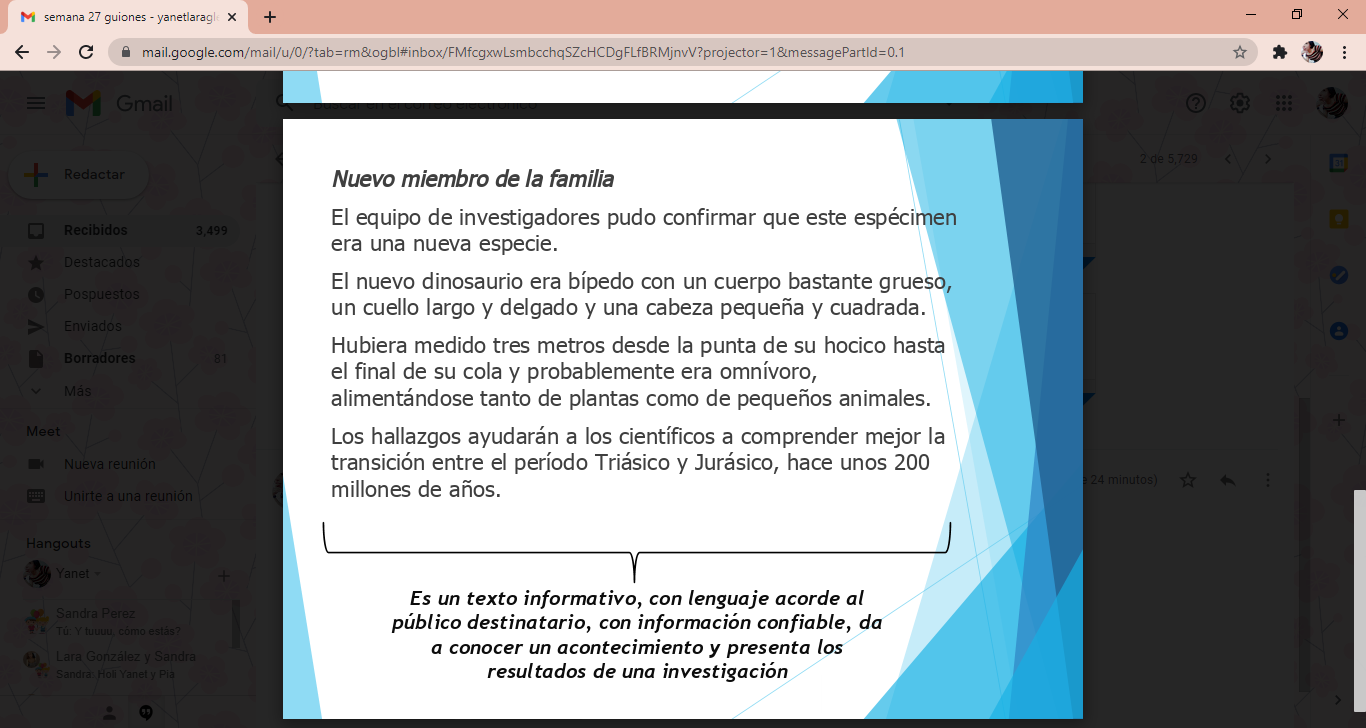 semana 27 guiones - yanetlaragl
mail.google.com/mail/u/0/?tab=rm&ogbl#inbox/FMfcgxwLsmbcchqSZcHCDgFLfBRMjnvV?projector=1&messagePartId=0.1
Gmail
Buscar en el correo electrónico
Redactar
2 de 5,729
Recibidos 3,499
Destacados
Pospuestos
Enviados
Borradores 81
Más
Meet
Nueva reunión
Unirte a una reunión
Hangouts
Yanet
Sandra Perez
Tú: Y tuuuu, cómo estás?
Lara González y Sandra
Sandra: Holi Yanet y Pia
Nuevo miembro de la familia
El equipo de investigadores pudo confirmar que este espécimen
era una nueva especie.
El nuevo dinosaurio era bípedo con un cuerpo bastante grueso,
un cuello largo y delgado y una cabeza pequeña y cuadrada.
Hubiera medido tres metros desde la punta de su hocico hasta
el final de su cola y probablemente era omnívoro,
alimentándose tanto de plantas como de pequeños animales.
Los hallazgos ayudarán a los científicos a comprender mejor la
transición entre el período Triásico y Jurásico, hace unos 200
millones de años.
Es un texto informativo, con lenguaje acorde al
público destinatario, con información confiable, da
a conocer un acontecimiento y presenta los
resultados de una investigación
24 minutos)
31